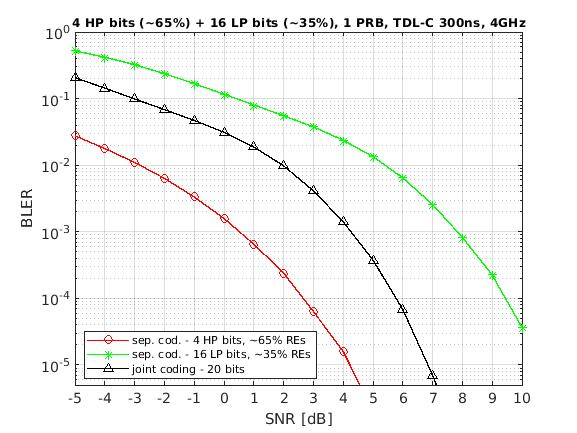 4 HP bits (~65%) + 16 LP bits (~35%), 1 PRB, TDL-C 300ns, 4GHz
10^0
10^-1
10^-2
10^-3
10^-4
10^-5
BLER
sep. cod. - 4 HP bits, ~65% REs
sep. cod. - 16 LP bits, ~35% REs
joint coding - 20 bits
-5 -4 -3 -2 -1 0 1 2 3 4 5 6 7 8 9 10
SNR [dB]